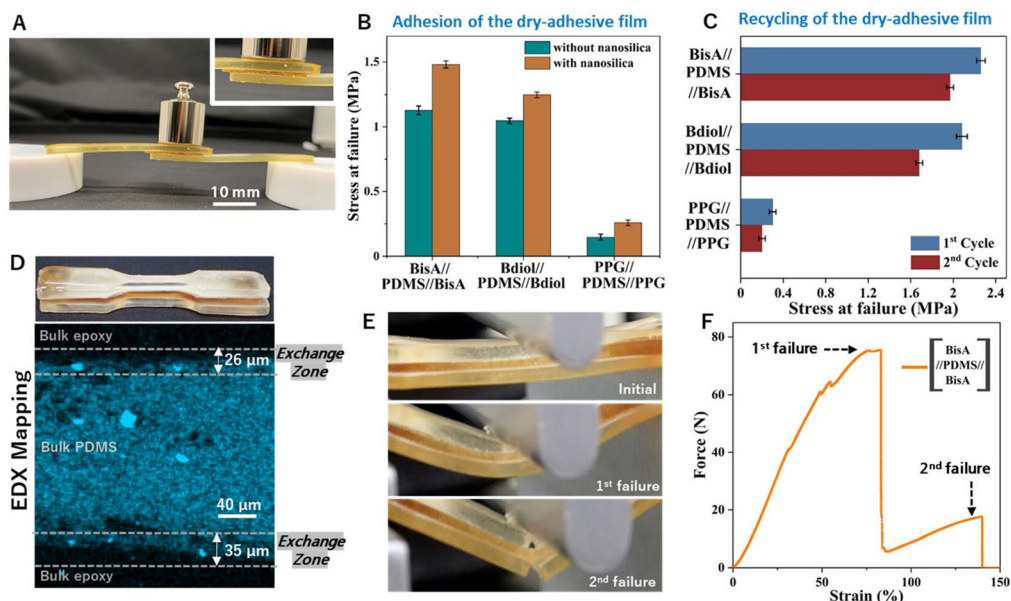 A
10 mm
B
Adhesion of the dry-adhesive film
without nanosilica
with nanosilica
Stress at failure (MPa)
1.5
1
0.5
0
BisA//
PDMS//BisA
Bdiol//
PDMS//Bdiol
PPG//
PDMS//PPG
C
Recycling of the dry-adhesive film
BisA//
PDMS
//BisA
Bdiol//
PDMS
//Bdiol
PPG//
PDMS
//PPG
1st Cycle
2nd Cycle
0 0.6 1.2 1.8 2.4
Stress at failure (MPa)
D
EDX Mapping
Bulk epoxy
26 µm
Exchange
Zone
Bulk PDMS
40 µm
35 µm
Exchange
Zone
Bulk epoxy
E
Initial
1st failure
2nd failure
F
Force (N)
80
60
40
20
0
1st failure
BisA
//PDMS//
BisA
2nd failure
0 50 100 150
Strain (%)